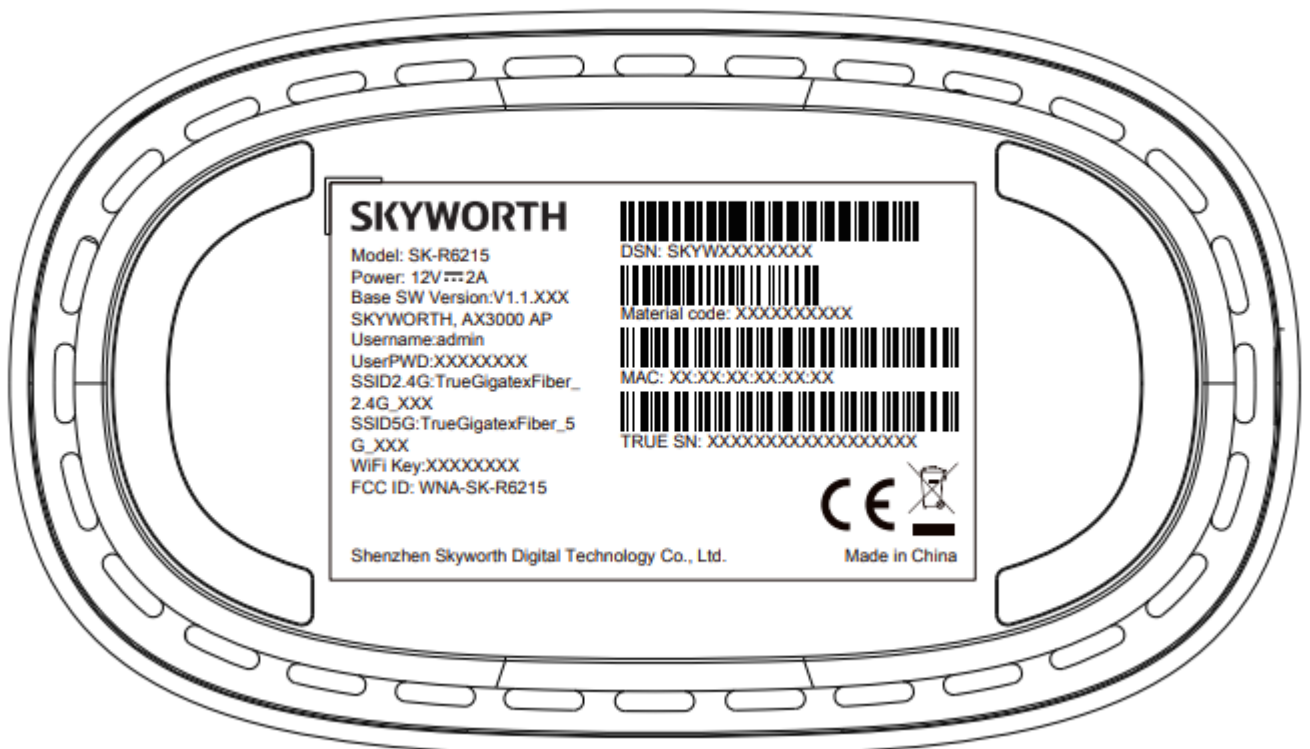 SKYWORTH
Model: SK-R6215
Power: 12V⎓2A
Base SW Version:V1.1.XXX
SKYWORTH, AX3000 AP
Username:admin
UserPWD:XXXXXXXX
SSID2.4G:TrueGigatexFiber_
2.4G_XXX
SSID5G:TrueGigatexFiber_5
G_XXX
WiFi Key:XXXXXXXX
FCC ID: WNA-SK-R6215
DSN: SKYWXXXXXXXX
Material code: XXXXXXXXXX
MAC: XX:XX:XX:XX:XX:XX
TRUE SN: XXXXXXXXXXXXXXXXXX
CE
Shenzhen Skyworth Digital Technology Co., Ltd.
Made in China